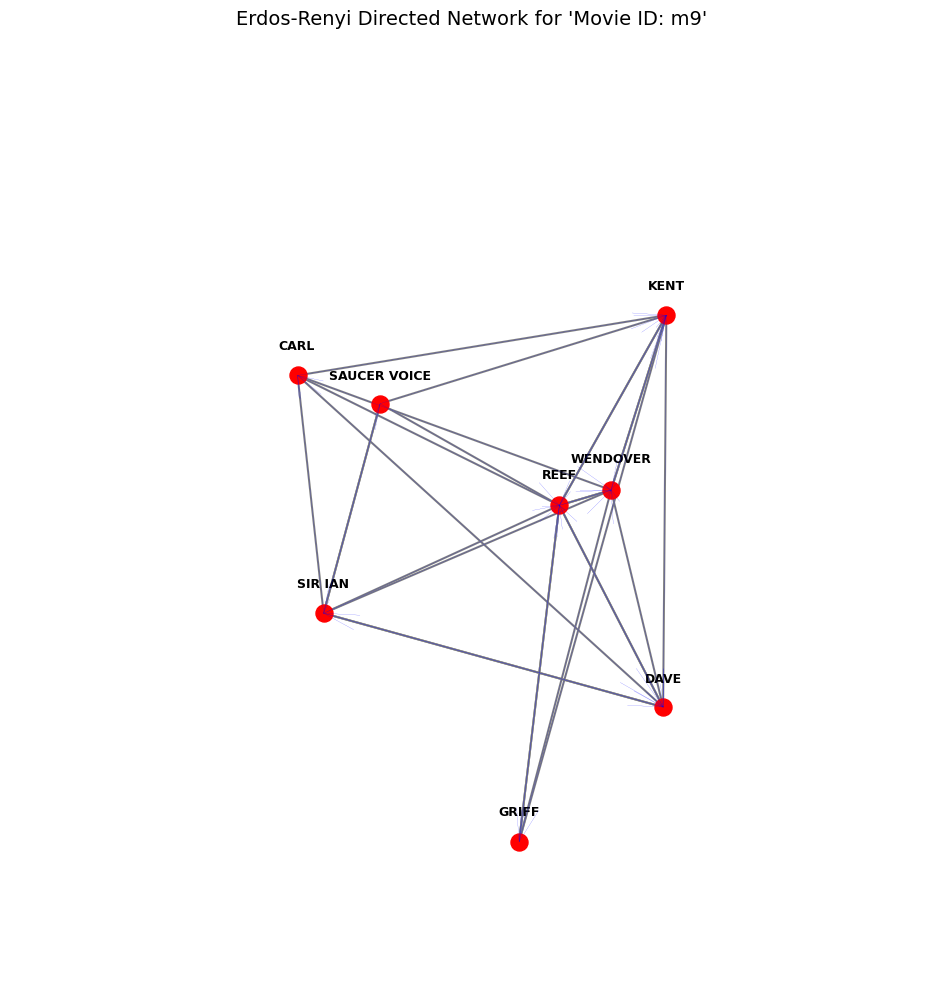 Erdos-Renyi Directed Network for 'Movie ID: m9'
KENT
CARL
SAUCER VOICE
WENDOVER
REEF
SIR IAN
DAVE
GRIFF